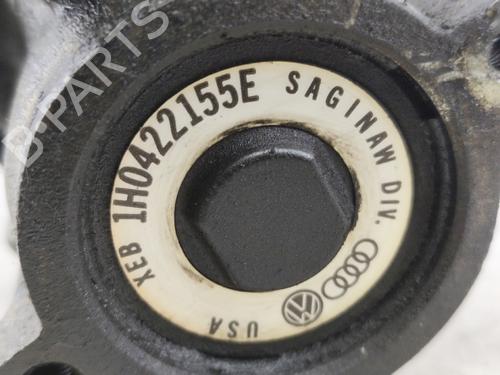 XEB 1H0422155E SAGINAW DIV.
USA
B-PARTS